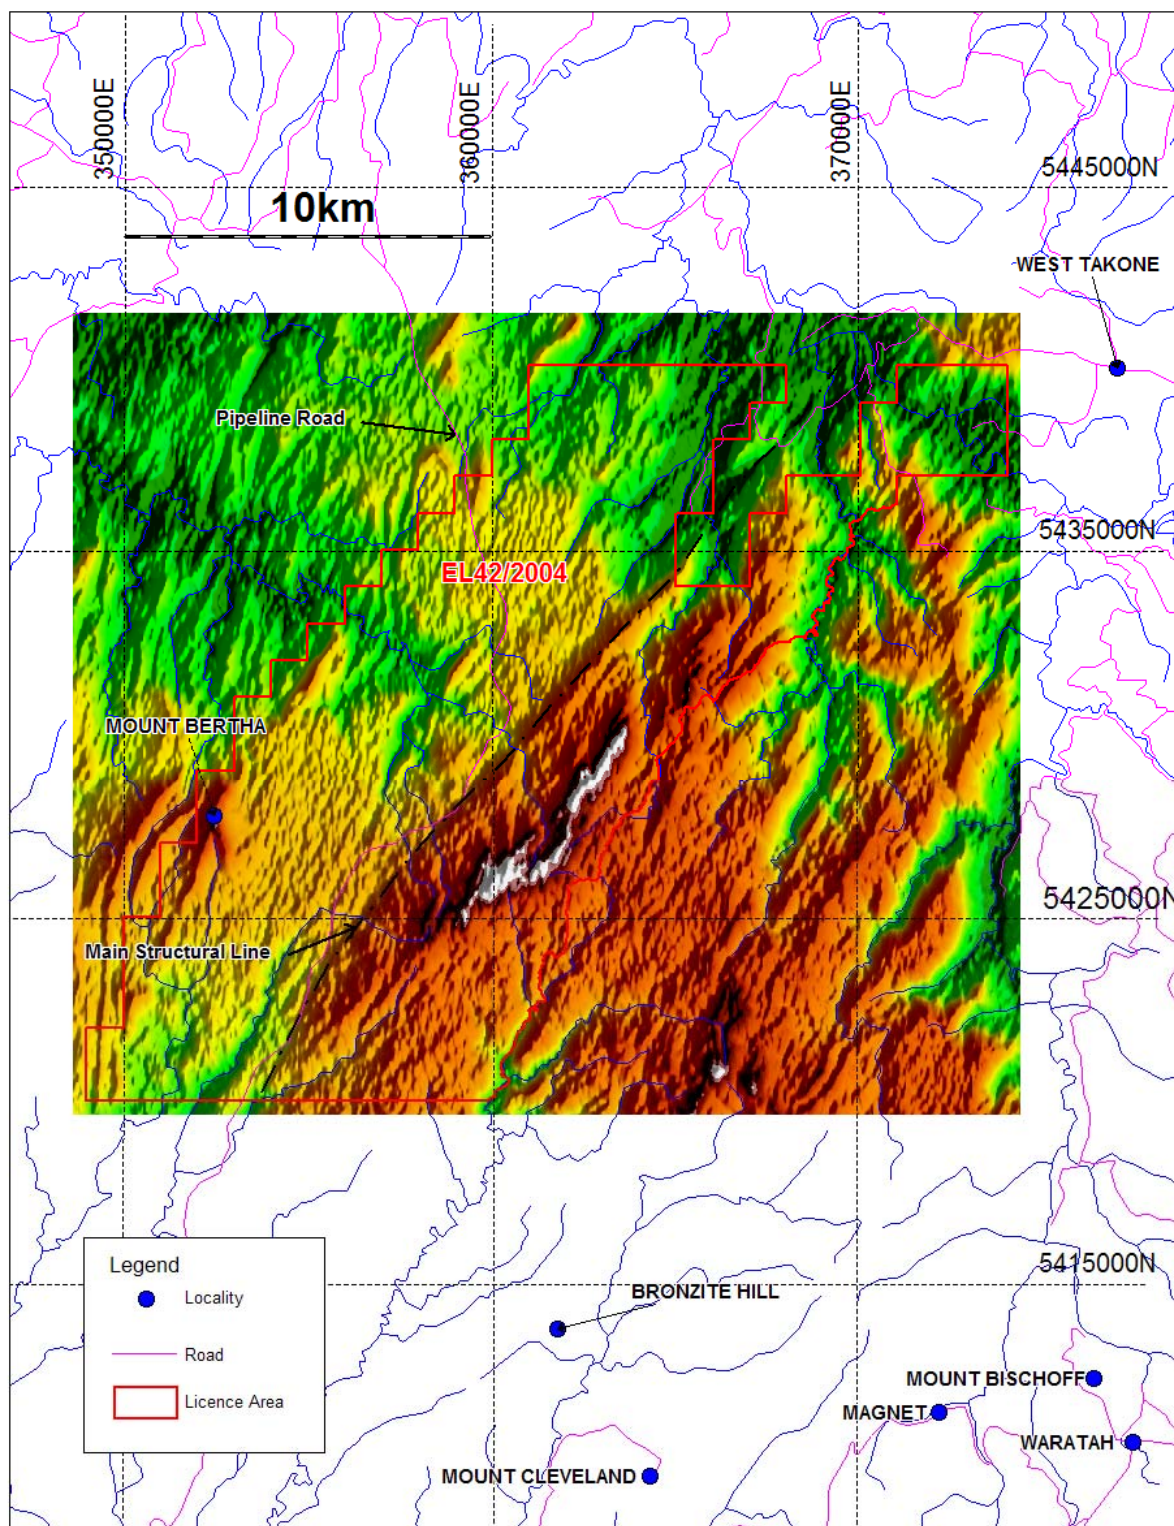 350000E
360000E
370000E
5445000N
10km
WEST TAKONE
Pipeline Road
5435000N
EL42/2004
MOUNT BERTHA
5425000N
Main Structural Line
Legend
Locality
Road
Licence Area
5415000N
BRONZITE HILL
MOUNT BISCHOFF
MAGNET
WARATAH
MOUNT CLEVELAND